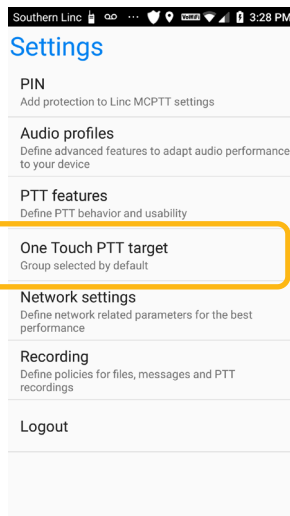 Southern Linc ... VoWiFi 3:28 PM
Settings
PIN
Add protection to Linc MCPTT settings
Audio profiles
Define advanced features to adapt audio performance
to your device
PTT features
Define PTT behavior and usability
One Touch PTT target
Group selected by default
Network settings
Define network related parameters for the best
performance
Recording
Define policies for files, messages and PTT
recordings
Logout